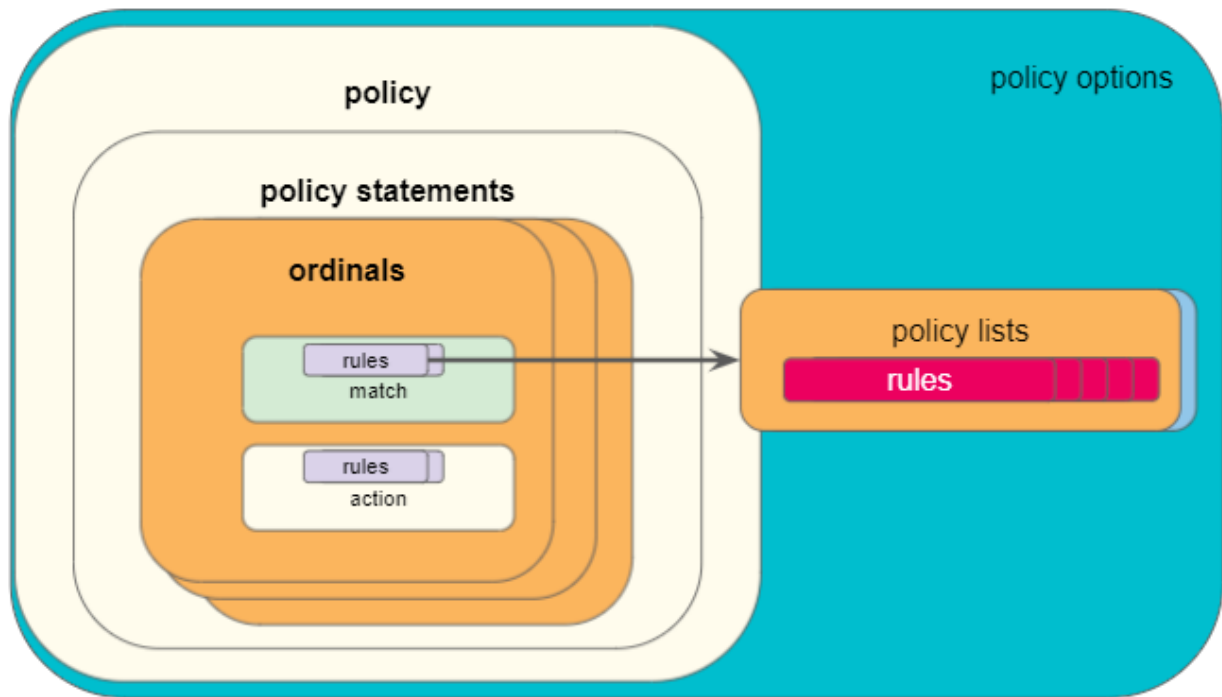 policy options
policy
policy statements
ordinals
rules
match
rules
action
policy lists
rules